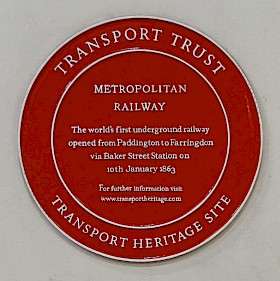 TRANSPORT TRUST
METROPOLITAN
RAILWAY
The world's first underground railway
opened from Paddington to Farringdon
via Baker Street Station on
10th January 1863
For further information visit
www.transportheritage.com
TRANSPORT HERITAGE SITE